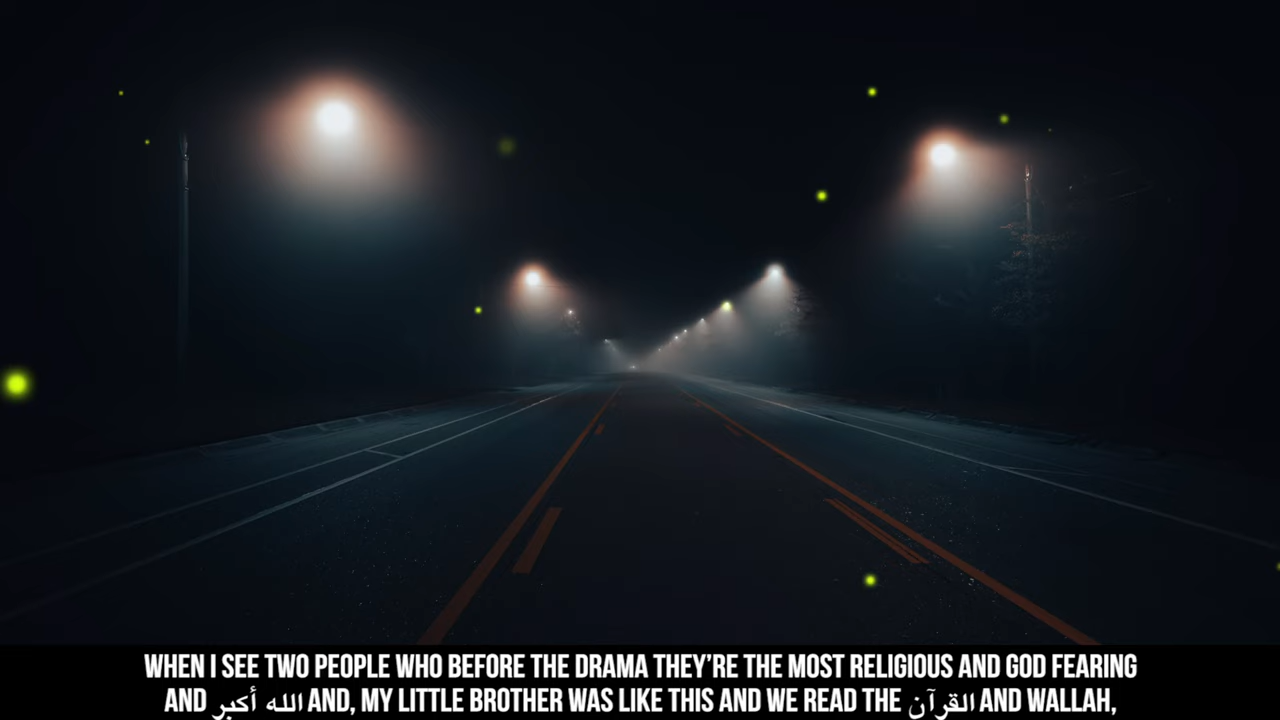 WHEN I SEE TWO PEOPLE WHO BEFORE THE DRAMA THEY'RE THE MOST RELIGIOUS AND GOD FEARING
AND الله أكبر AND, MY LITTLE BROTHER WAS LIKE THIS AND WE READ THE القرآن AND WALLAH,